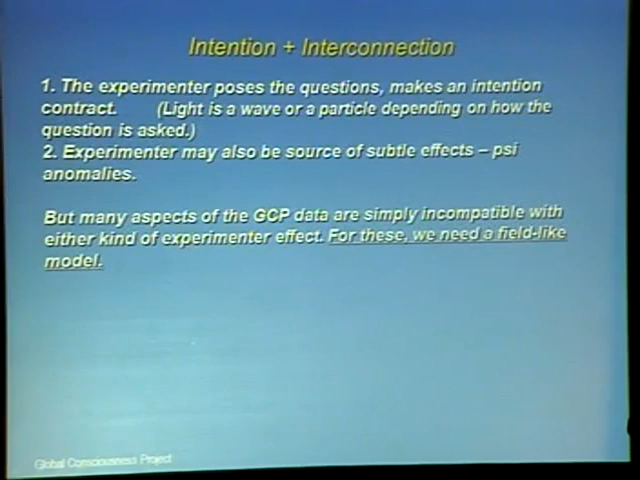 Intention + Interconnection
1. The experimenter poses the questions, makes an intention
contract. (Light is a wave or a particle depending on how the
question is asked.)
2. Experimenter may also be source of subtle effects – psi
anomalies.
But many aspects of the GCP data are simply incompatible with
either kind of experimenter effect. For these, we need a field-like
model.
Global Consciousness Project